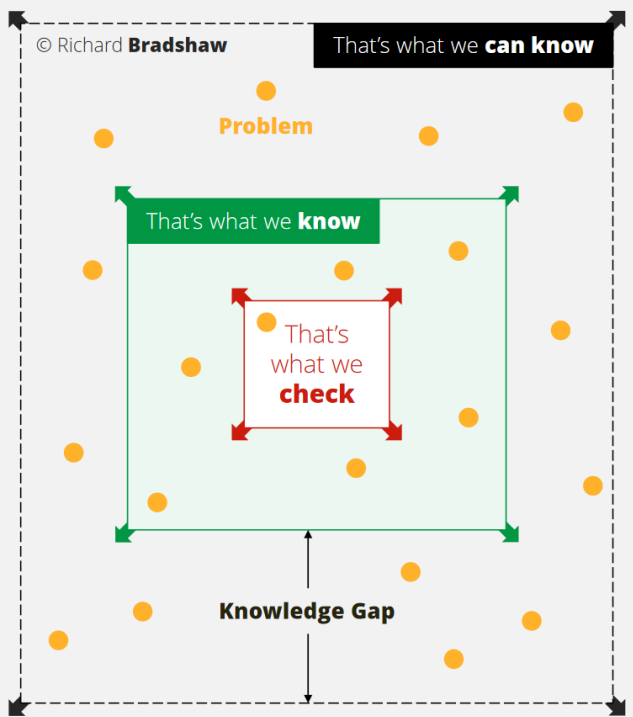 © Richard Bradshaw
That's what we can know
Problem
That's what we know
That's
what we
check
Knowledge Gap